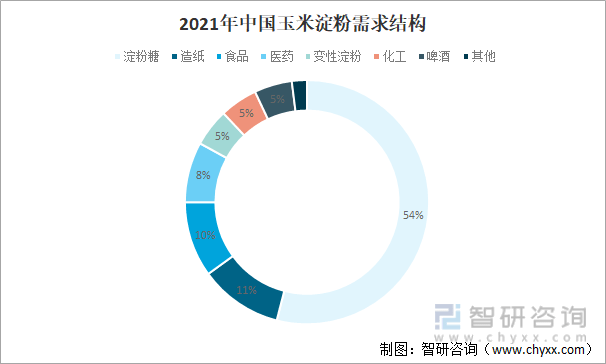 2021年中国玉米淀粉需求结构
淀粉糖 造纸 食品 医药 变性淀粉 化工 啤酒 其他
5%
5%
5%
8%
10%
11%
54%
智研咨询
www.chyxx.com
制图：智研咨询（www.chyxx.com）